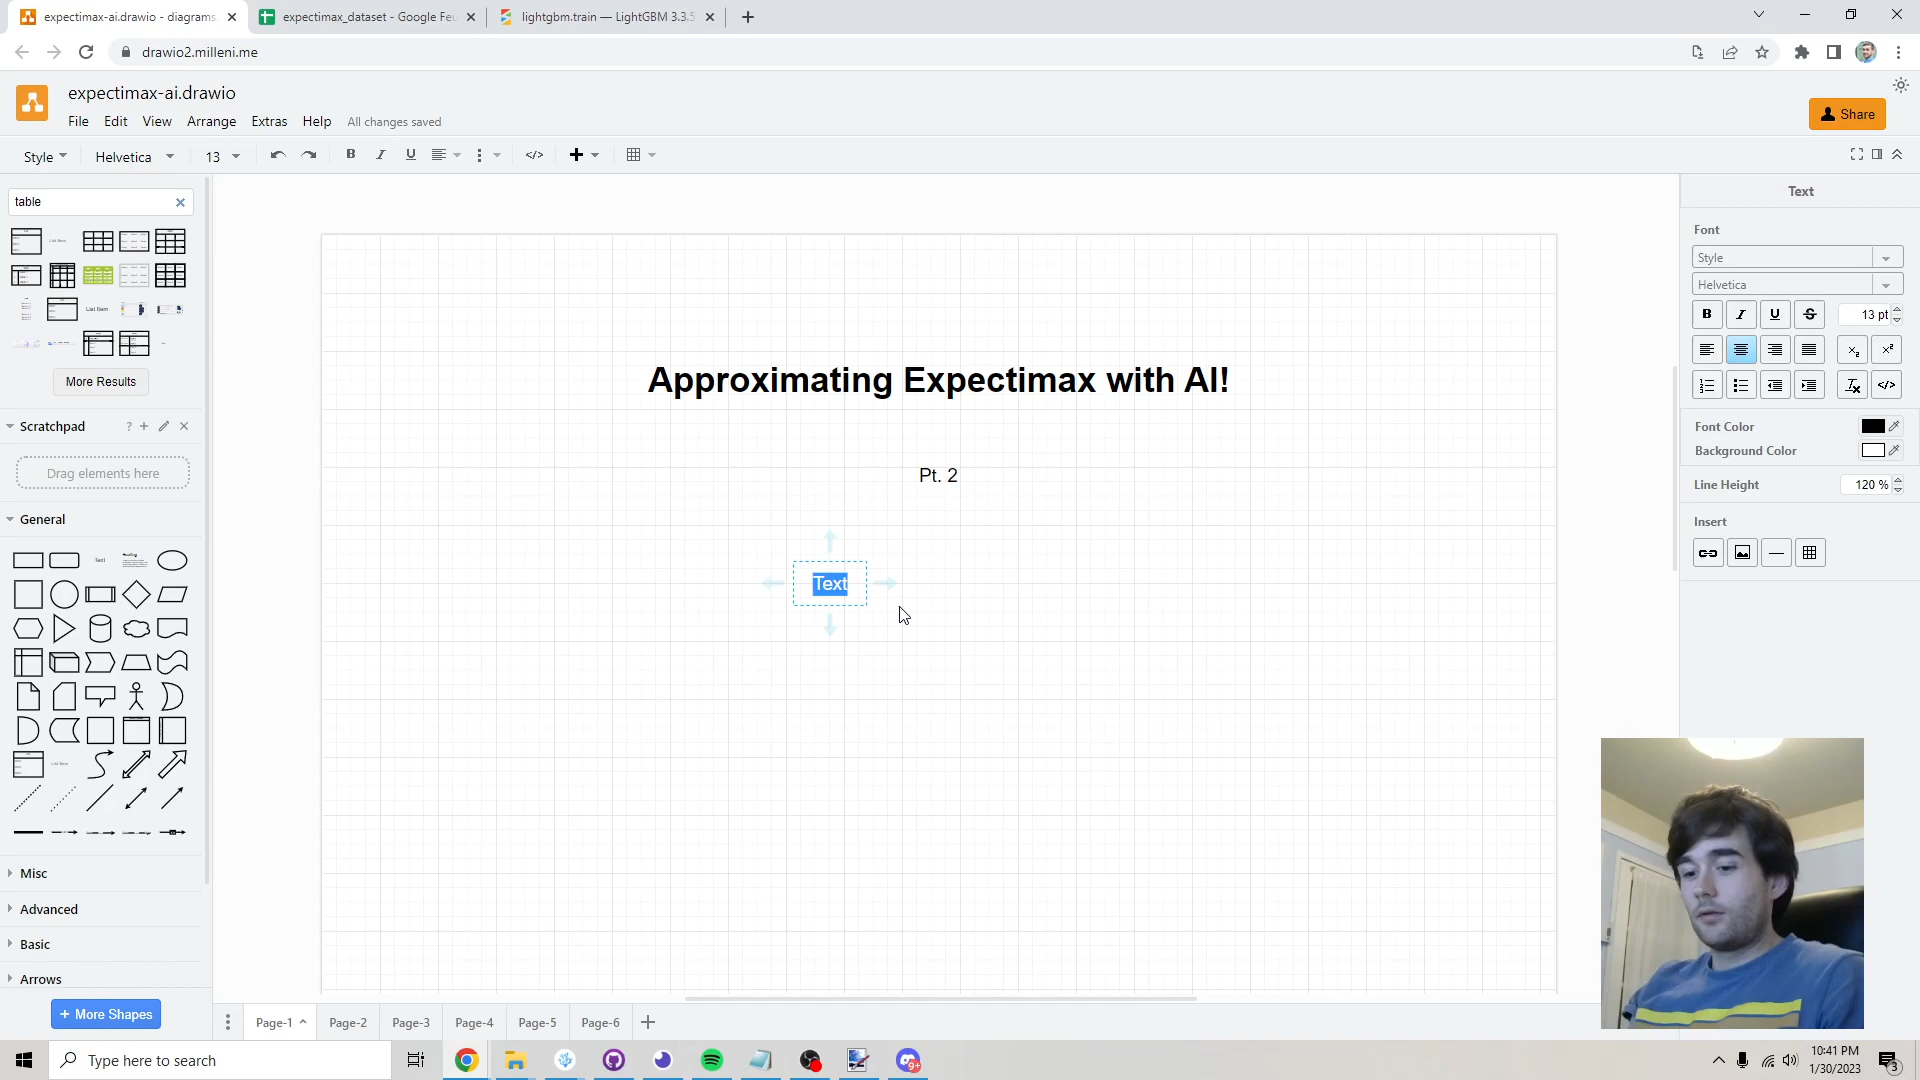 expectimax-ai.drawio - diagrams
expectimax_dataset - Google Feu
lightgbm.train — LightGBM 3.3.5
drawio2.milleni.me
expectimax-ai.drawio
File Edit View Arrange Extras Help All changes saved
Share
Style Helvetica 13 B I U
table
More Results
Scratchpad ?
Drag elements here
General
Text
Misc
Advanced
Basic
Arrows
+ More Shapes
Approximating Expectimax with AI!
Pt. 2
Text
Text
Font
Style
Helvetica
B I U S 13 pt
Font Color
Background Color
Line Height 120 %
Insert
Page-1 Page-2 Page-3 Page-4 Page-5 Page-6
Type here to search
9+
10:41 PM
1/30/2023
3